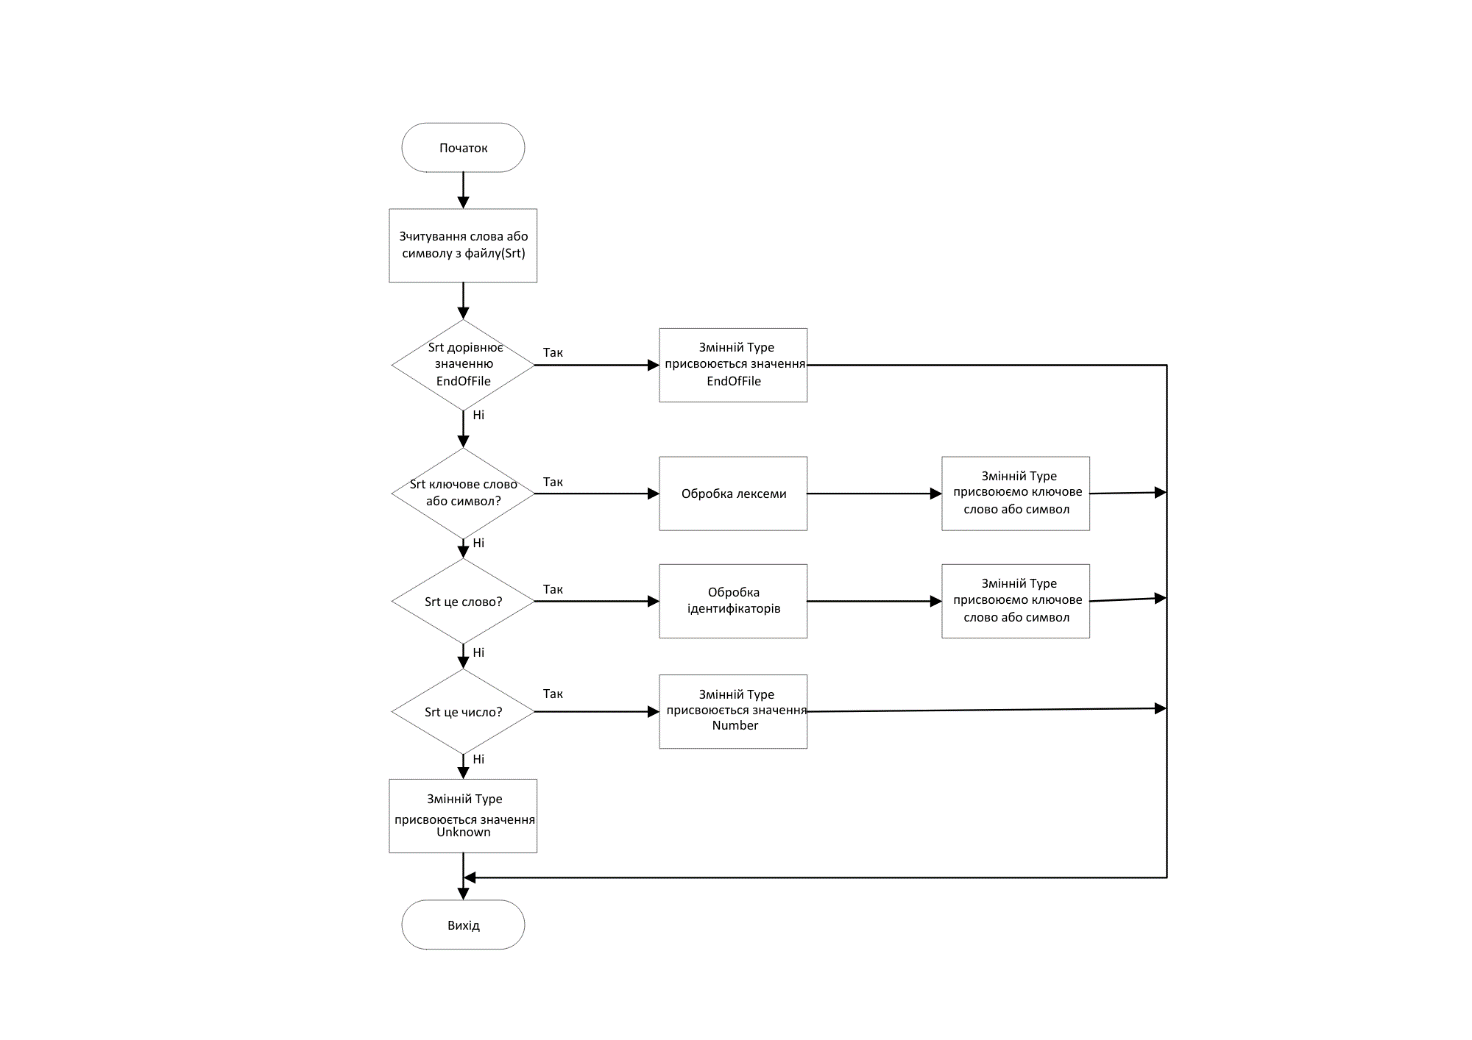 Початок
Зчитування слова або
символу з файлу(Srt)
Srt дорівнює
значенню
EndOfFile
Так
Змінній Type
присвоюється значення
EndOfFile
Ні
Srt ключове слово
або символ?
Так
Обробка лексеми
Змінній Type
присвоюємо ключове
слово або символ
Ні
Srt це слово?
Так
Обробка
ідентифікаторів
Змінній Type
присвоюємо ключове
слово або символ
Ні
Srt це число?
Так
Змінній Type
присвоюється значення
Number
Ні
Змінній Type
присвоюється значення
Unknown
Вихід